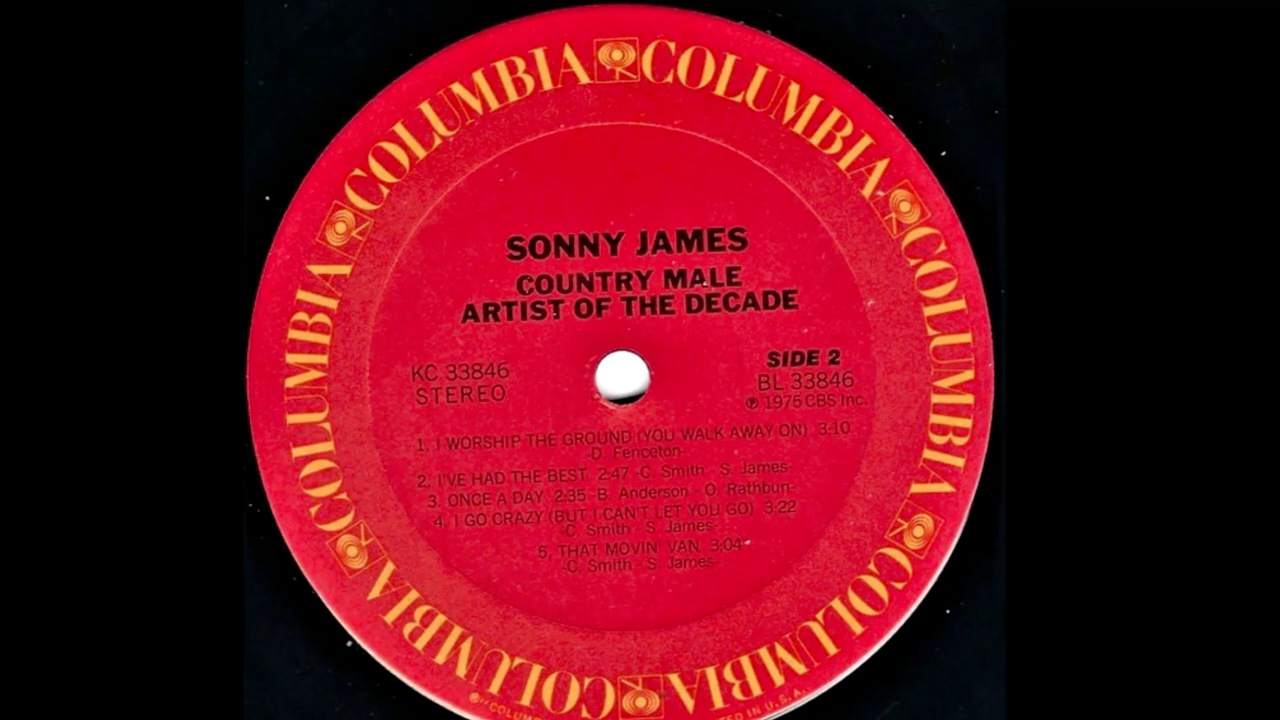 COLUMBIA COLUMBIA COLUMBIA COLUMBIA COLUMBIA COLUMBIA COLUMBIA COLUMBIA
SONNY JAMES
COUNTRY MALE
ARTIST OF THE DECADE
KC 33846
STEREO
SIDE 2
BL 33846
℗ 1975 CBS Inc.
1. I WORSHIP THE GROUND (YOU WALK AWAY ON) 3:10
-D. Fenceton-
2. I'VE HAD THE BEST 2:47 -C. Smith S. James-
3. ONCE A DAY 2:35 -B. Anderson O. Rathbun-
4. I GO CRAZY (BUT I CAN'T LET YOU GO) 3:22
-C. Smith S. James-
5. THAT MOVIN' VAN 3:04
-C. Smith S. James-
IN U.S.A.